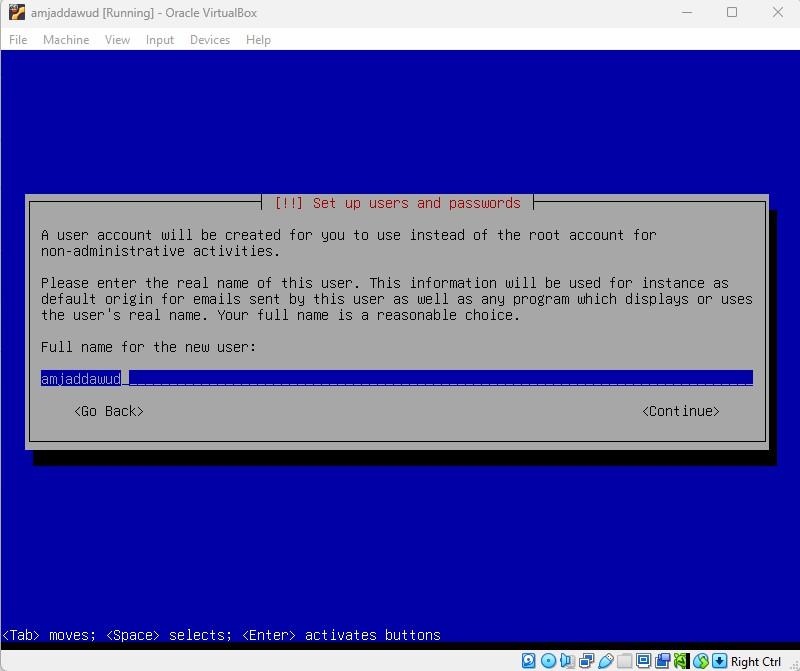 amjaddawud [Running] - Oracle VirtualBox
File Machine View Input Devices Help
[!!] Set up users and passwords
A user account will be created for you to use instead of the root account for
non-administrative activities.
Please enter the real name of this user. This information will be used for instance as
default origin for emails sent by this user as well as any program which displays or uses
the user's real name. Your full name is a reasonable choice.
Full name for the new user:
amjaddawud
<Go Back> <Continue>
<Tab> moves; <Space> selects; <Enter> activates buttons
Right Ctrl